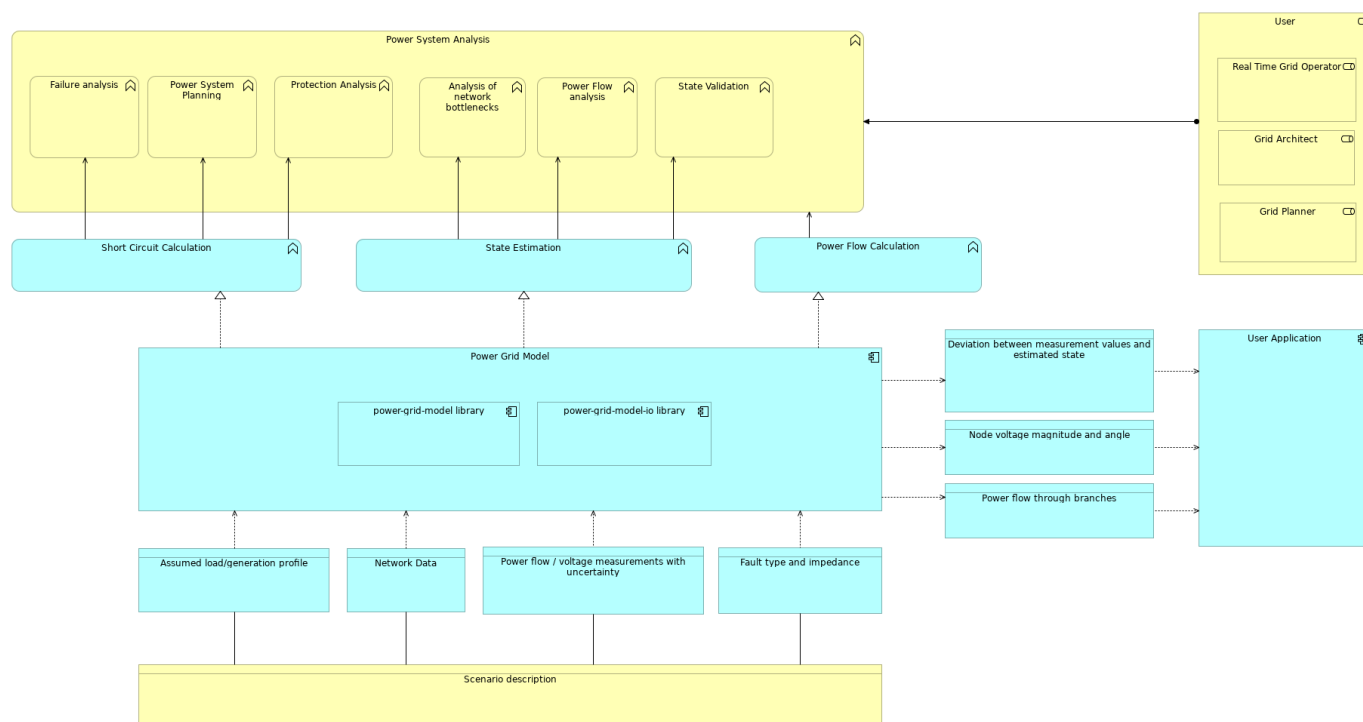 User
Power System Analysis
Real Time Grid Operator
Failure analysis
Power System
Planning
Protection Analysis
Analysis of
network
bottlenecks
Power Flow
analysis
State Validation
Grid Architect
Grid Planner
Short Circuit Calculation
State Estimation
Power Flow Calculation
Power Grid Model
power-grid-model library
power-grid-model-io library
Deviation between measurement values and
estimated state
Node voltage magnitude and angle
Power flow through branches
User Application
Assumed load/generation profile
Network Data
Power flow / voltage measurements with
uncertainty
Fault type and impedance
Scenario description